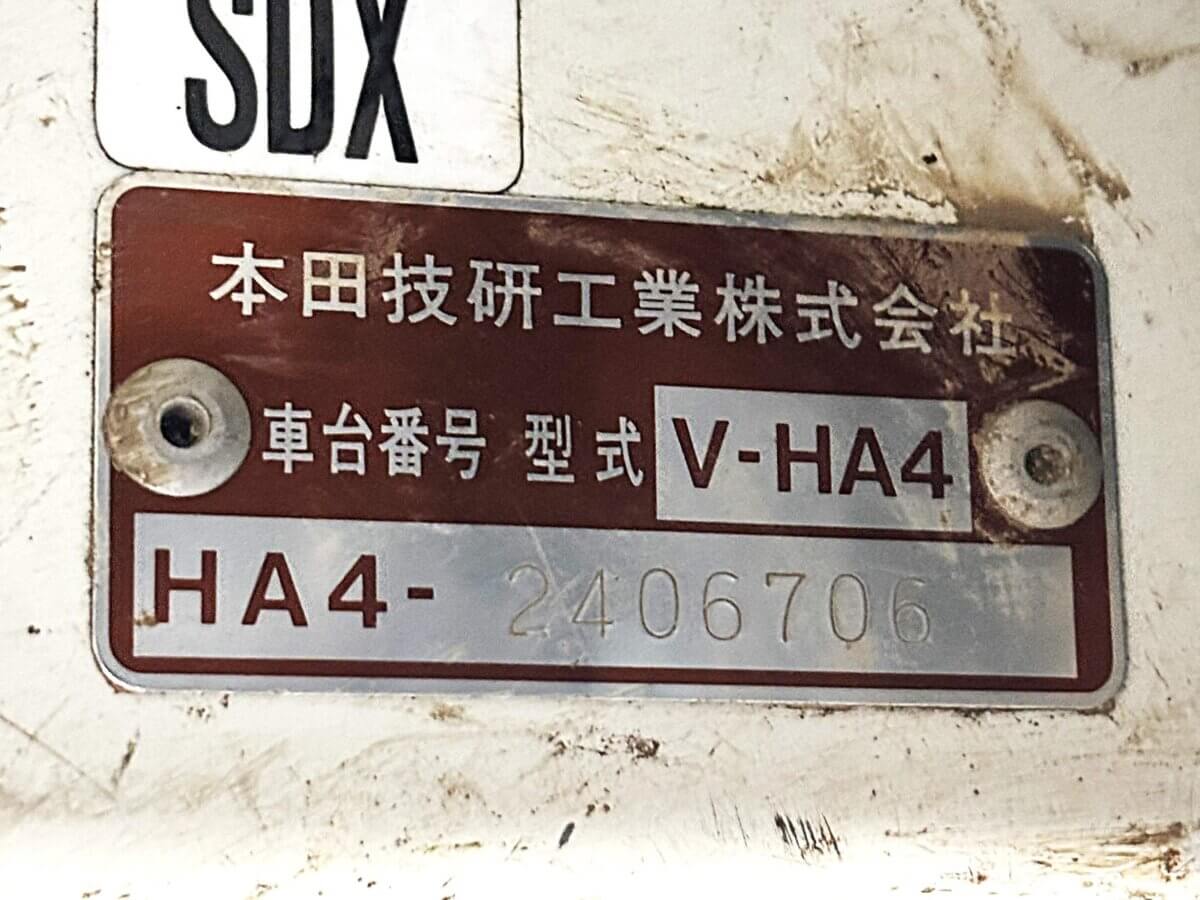 SDX
本田技研工業株式会社
車台番号 型式 V-HA4
HA4- 2406706